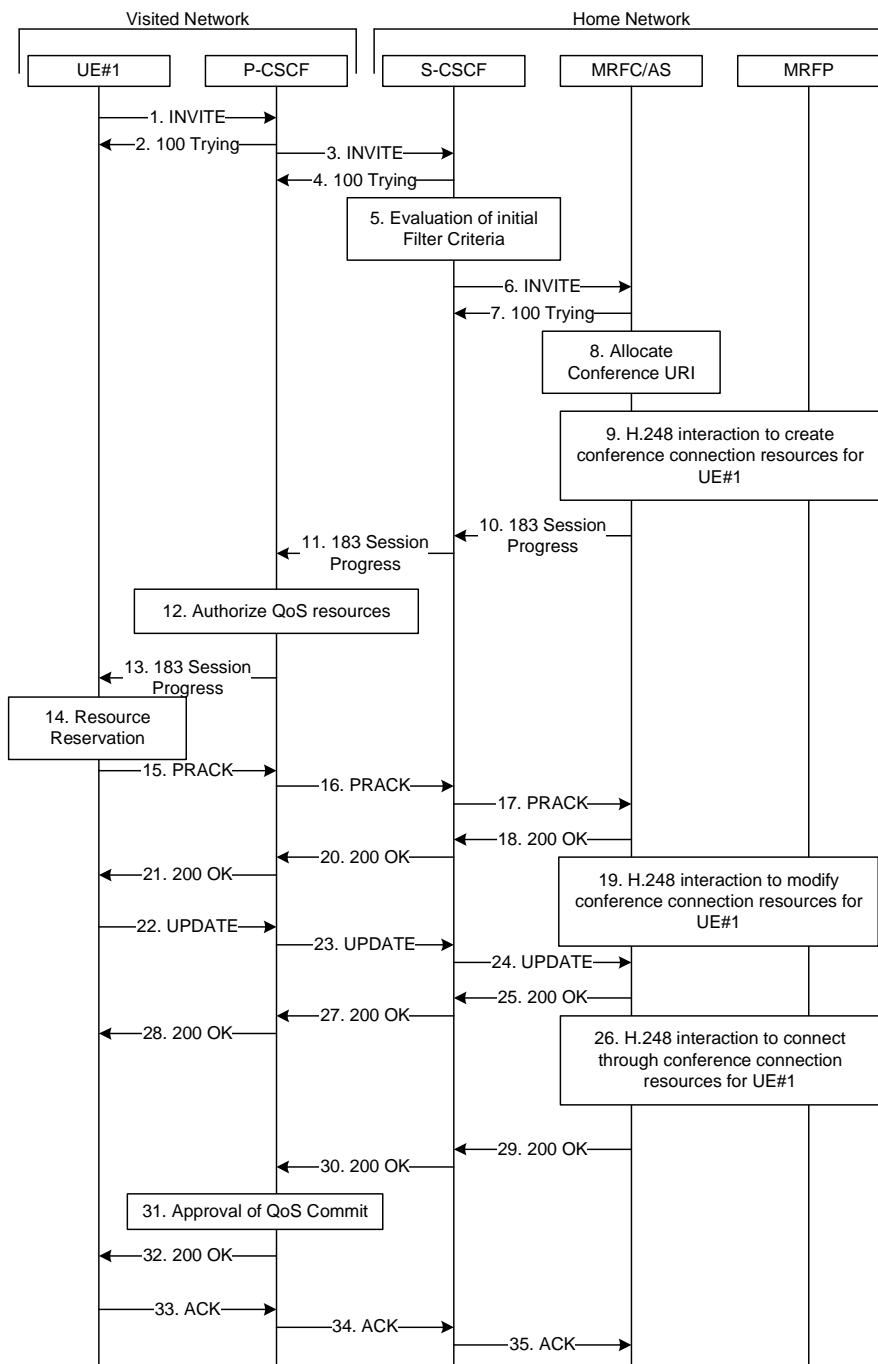 Visited Network
Home Network
UE#1
P-CSCF
S-CSCF
MRFC/AS
MRFP
1. INVITE
2. 100 Trying
3. INVITE
4. 100 Trying
5. Evaluation of initial
Filter Criteria
6. INVITE
7. 100 Trying
8. Allocate
Conference URI
9. H.248 interaction to create
conference connection resources for
UE#1
10. 183 Session
Progress
11. 183 Session
Progress
12. Authorize QoS resources
13. 183 Session
Progress
14. Resource
Reservation
15. PRACK
16. PRACK
17. PRACK
18. 200 OK
19. H.248 interaction to modify
conference connection resources for
UE#1
20. 200 OK
21. 200 OK
22. UPDATE
23. UPDATE
24. UPDATE
25. 200 OK
26. H.248 interaction to connect
through conference connection
resources for UE#1
27. 200 OK
28. 200 OK
29. 200 OK
30. 200 OK
31. Approval of QoS Commit
32. 200 OK
33. ACK
34. ACK
35. ACK